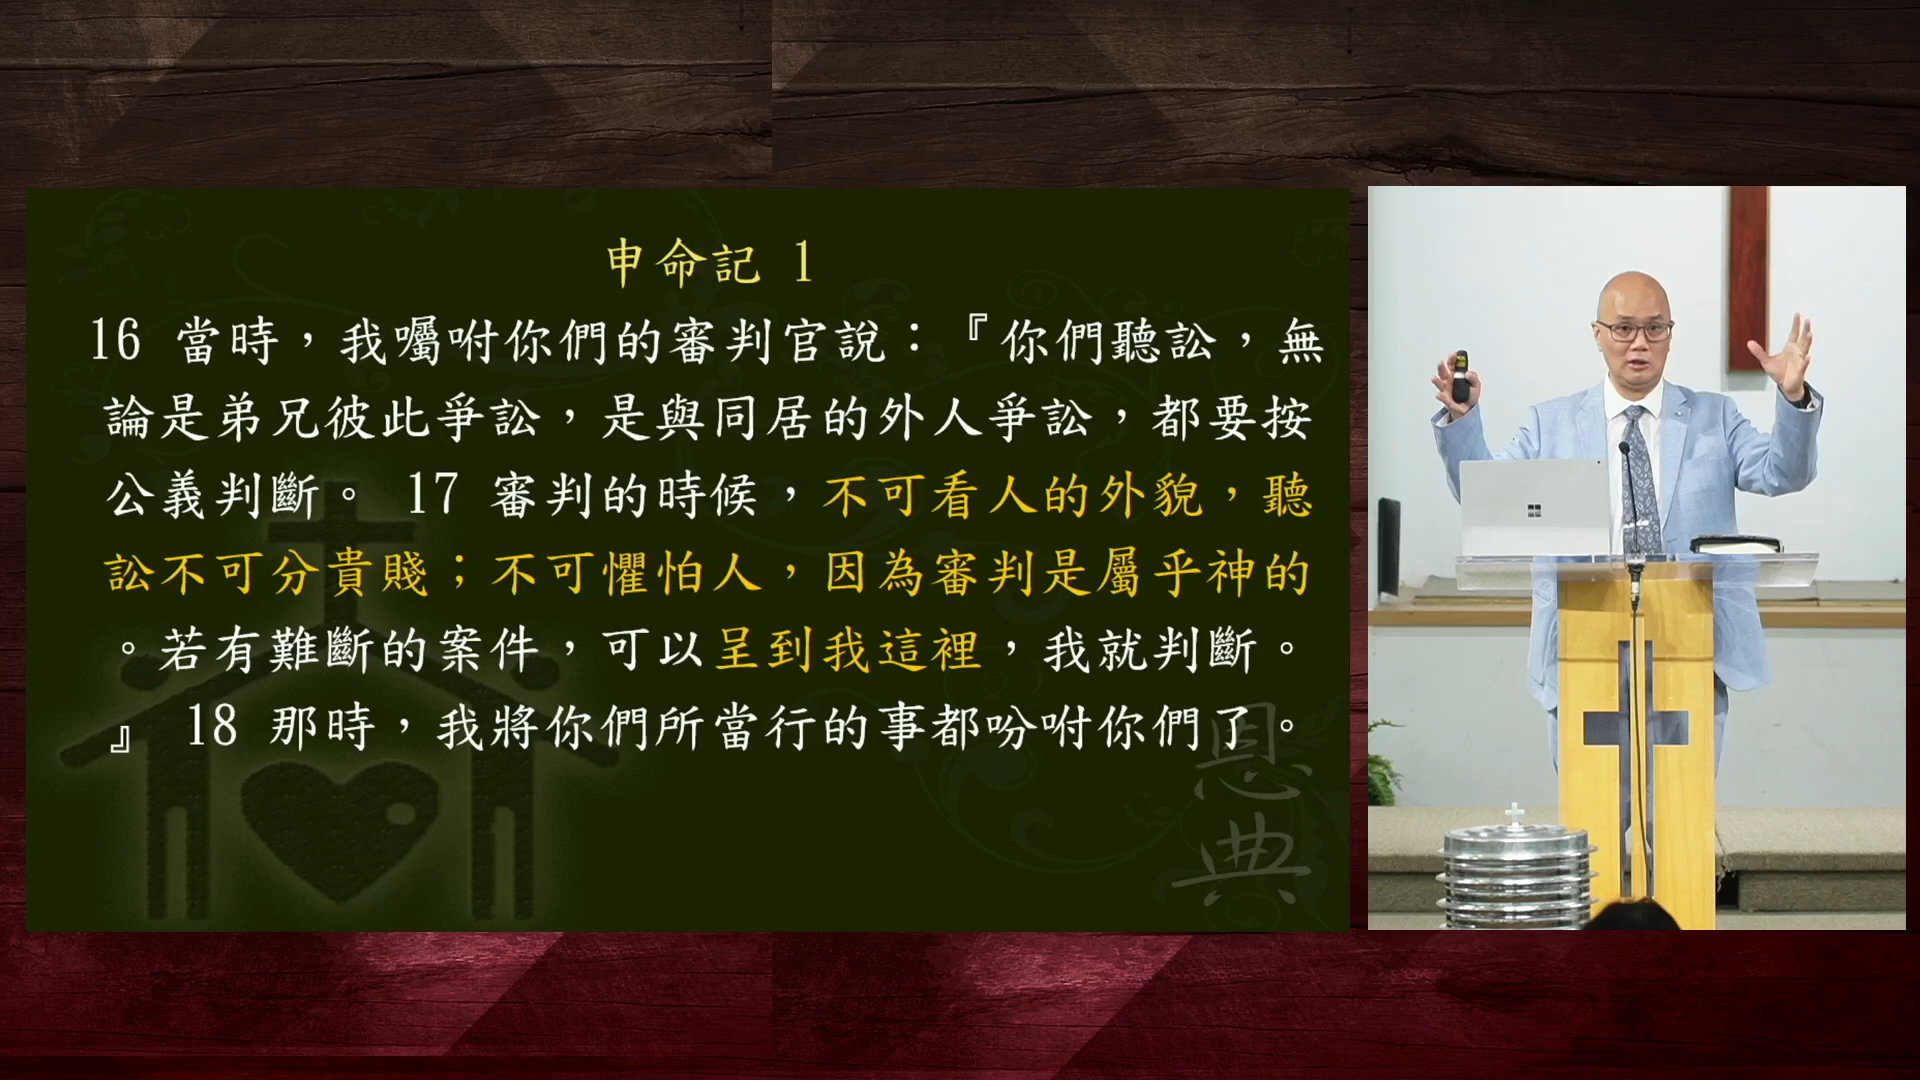 申命記 1
16 當時，我囑咐你們的審判官說：『你們聽訟，無
論是弟兄彼此爭訟，是與同居的外人爭訟，都要按
公義判斷。 17 審判的時候，不可看人的外貌，聽
訟不可分貴賤；不可懼怕人，因為審判是屬乎神的
。若有難斷的案件，可以呈到我這裡，我就判斷。
』 18 那時，我將你們所當行的事都吩咐你們了。
恩典